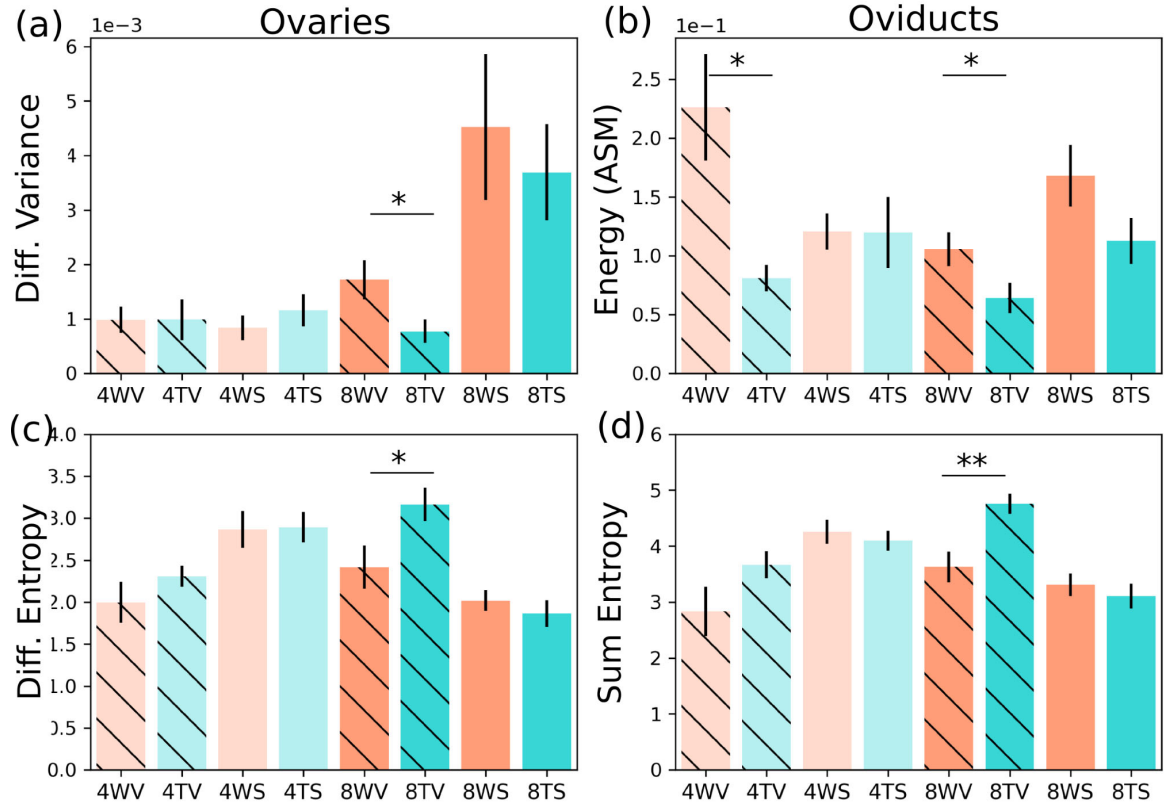 (a) Ovaries
1e−3
Diff. Variance
6
5
4
3
2
1
0
*
4WV 4TV 4WS 4TS 8WV 8TV 8WS 8TS
(b) Oviducts
1e−1
Energy (ASM)
2.5
2.0
1.5
1.0
0.5
0.0
* *
4WV 4TV 4WS 4TS 8WV 8TV 8WS 8TS
(c)
Diff. Entropy
4.0
3.5
3.0
2.5
2.0
1.5
1.0
0.5
0.0
*
4WV 4TV 4WS 4TS 8WV 8TV 8WS 8TS
(d)
Sum Entropy
6
5
4
3
2
1
0
**
4WV 4TV 4WS 4TS 8WV 8TV 8WS 8TS